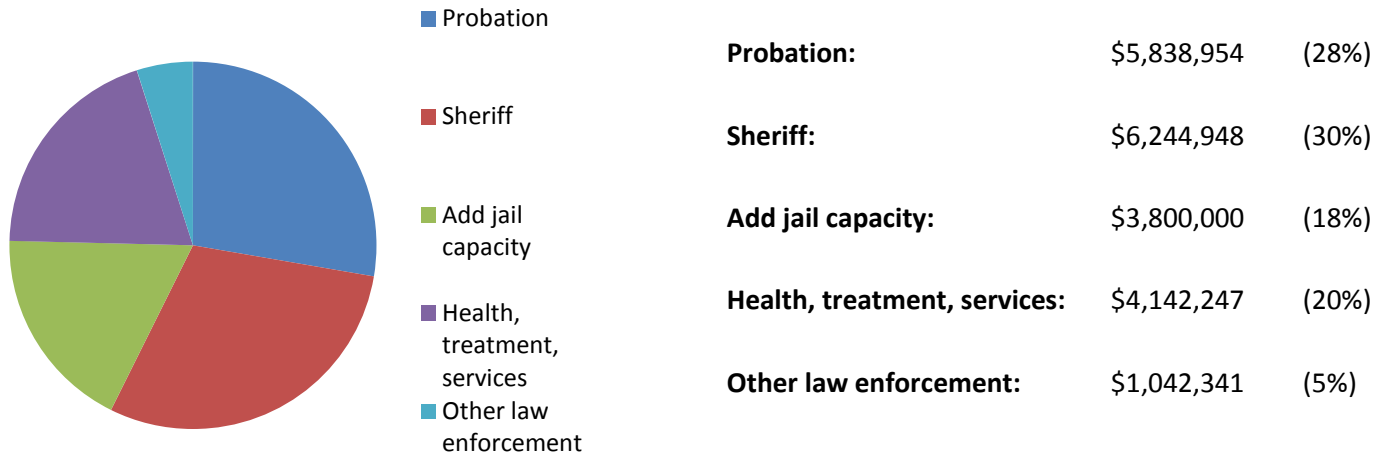 Probation
Sheriff
Add jail
capacity
Health,
treatment,
services
Other law
enforcement
Probation: $5,838,954 (28%)
Sheriff: $6,244,948 (30%)
Add jail capacity: $3,800,000 (18%)
Health, treatment, services: $4,142,247 (20%)
Other law enforcement: $1,042,341 (5%)